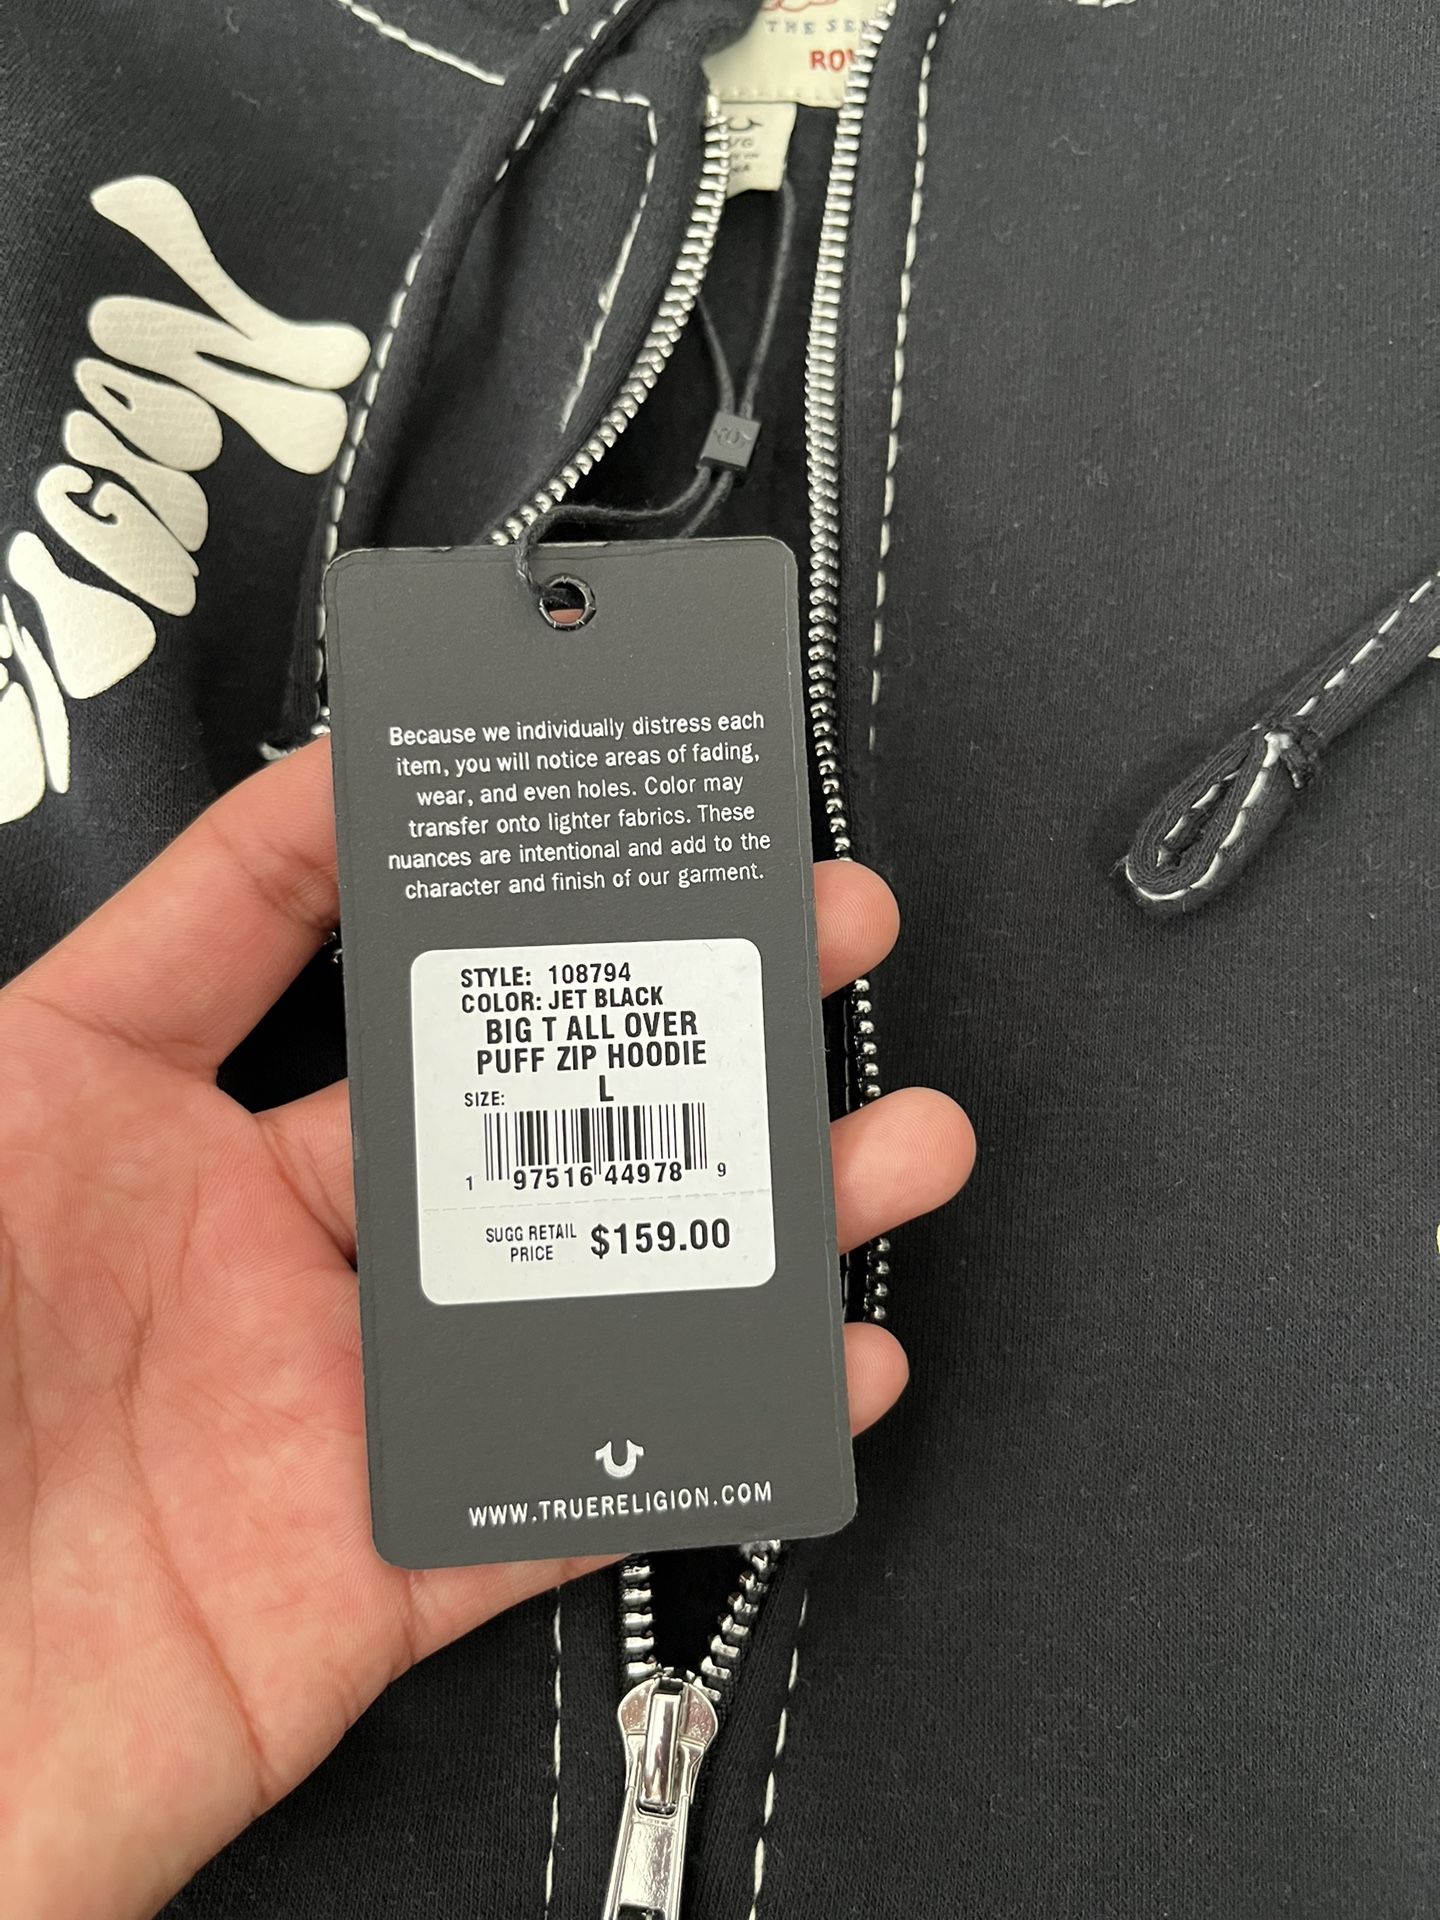 THE SE
RO
Because we individually distress each
item, you will notice areas of fading,
wear, and even holes. Color may
transfer onto lighter fabrics. These
nuances are intentional and add to the
character and finish of our garment.
STYLE: 108794
COLOR: JET BLACK
BIG T ALL OVER
PUFF ZIP HOODIE
SIZE: L
1 97516 44978 9
SUGG RETAIL
PRICE $159.00
WWW.TRUERELIGION.COM